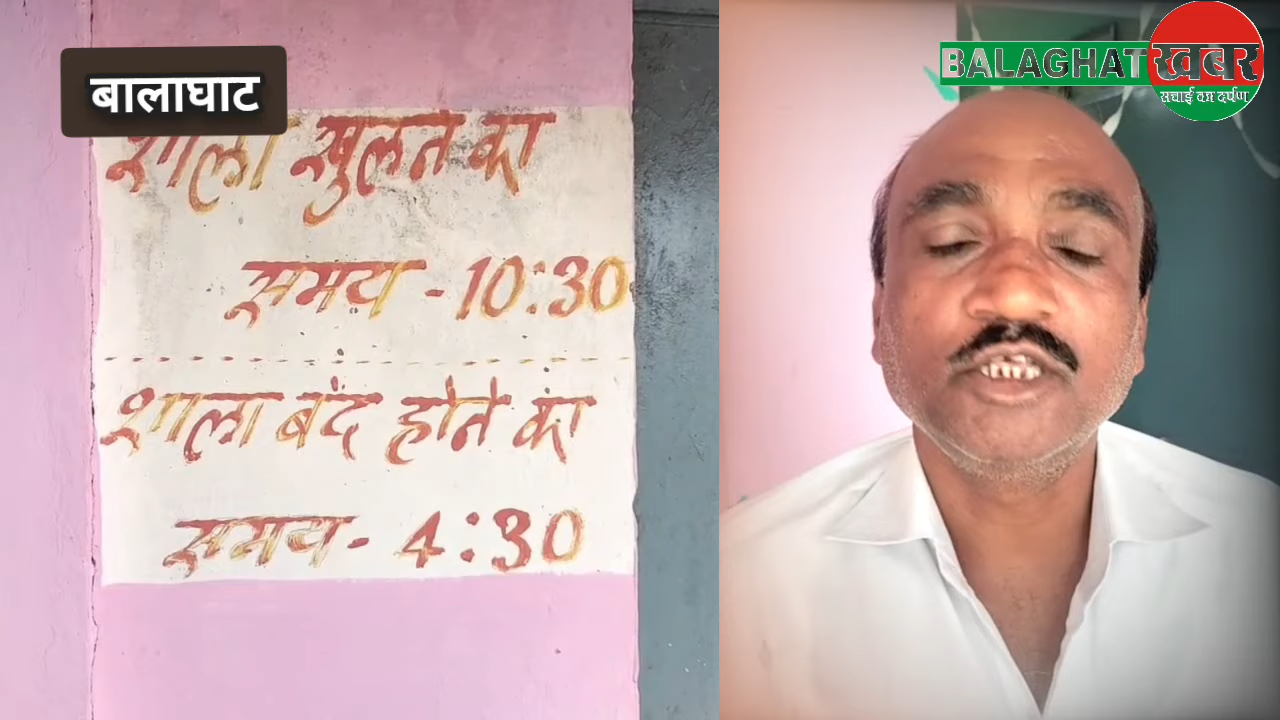 बालाघाट
शाला खुलने का
समय - 10:30
शाला बंद होने का
समय - 4:30
BALAGHAT खबर
सचाई का दर्पण